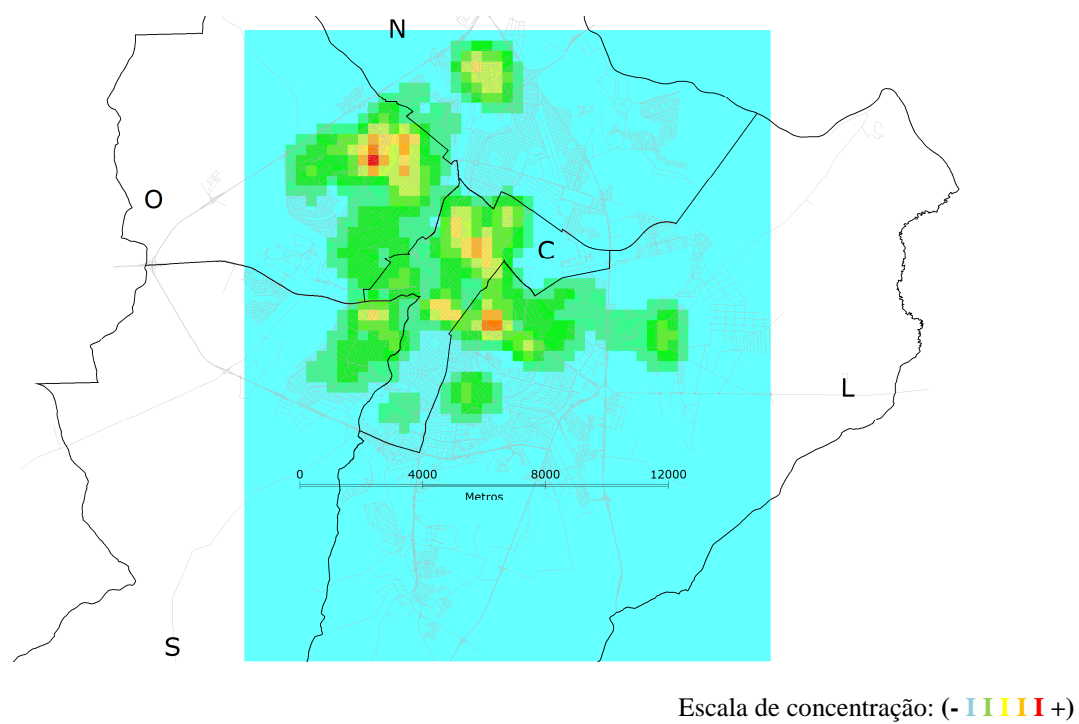 N
O
C
L
0 4000 8000 12000
Metros
S
Escala de concentração: (- I I I I I +)